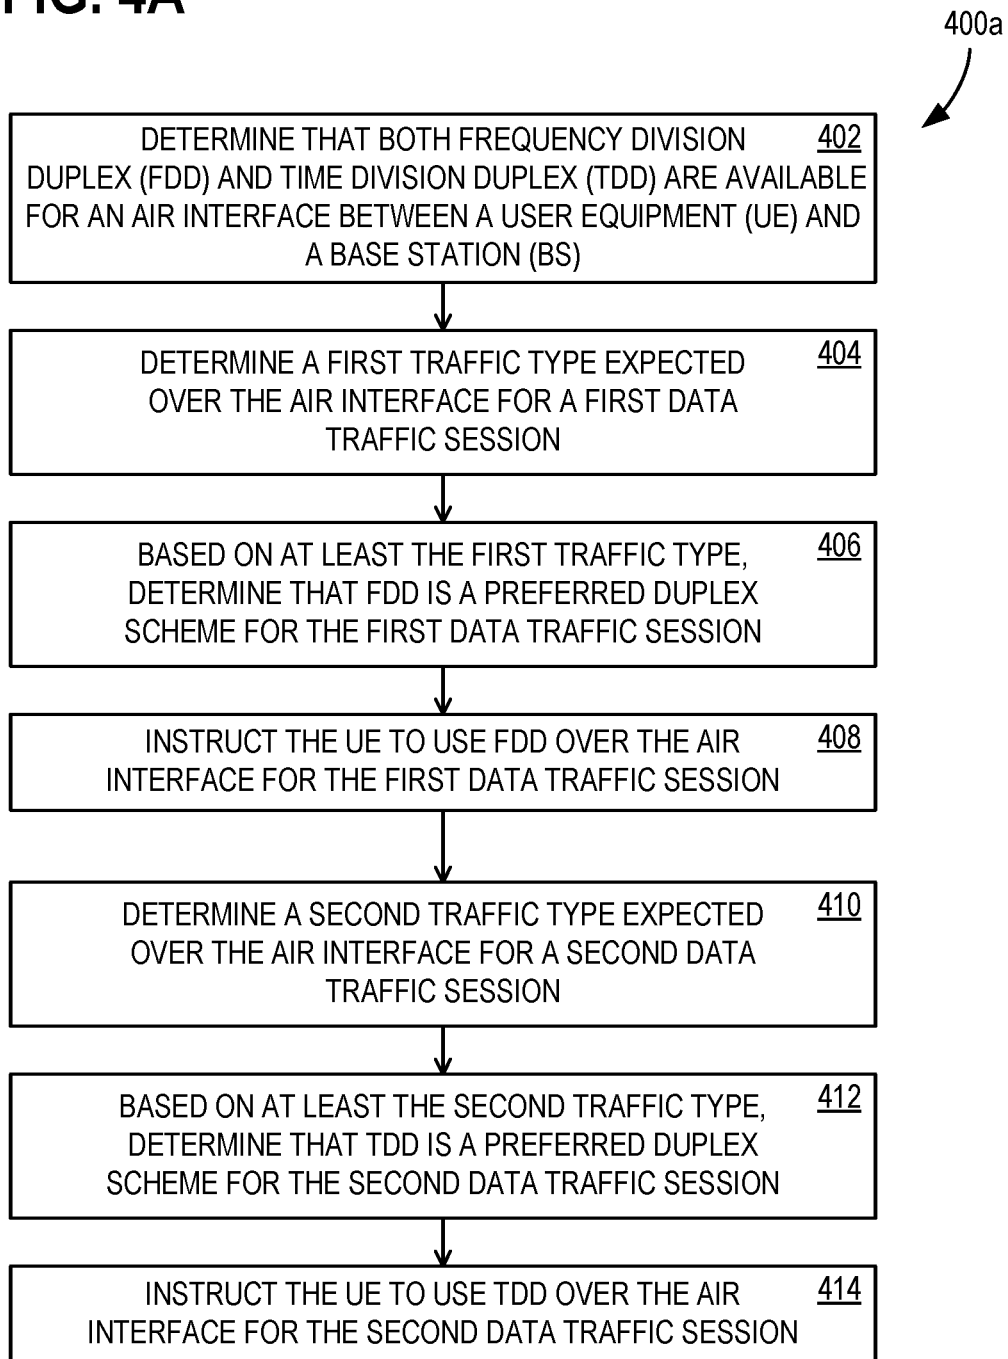 FIG. 4A
400a
DETERMINE THAT BOTH FREQUENCY DIVISION 402
DUPLEX (FDD) AND TIME DIVISION DUPLEX (TDD) ARE AVAILABLE
FOR AN AIR INTERFACE BETWEEN A USER EQUIPMENT (UE) AND
A BASE STATION (BS)
DETERMINE A FIRST TRAFFIC TYPE EXPECTED 404
OVER THE AIR INTERFACE FOR A FIRST DATA
TRAFFIC SESSION
BASED ON AT LEAST THE FIRST TRAFFIC TYPE, 406
DETERMINE THAT FDD IS A PREFERRED DUPLEX
SCHEME FOR THE FIRST DATA TRAFFIC SESSION
INSTRUCT THE UE TO USE FDD OVER THE AIR 408
INTERFACE FOR THE FIRST DATA TRAFFIC SESSION
DETERMINE A SECOND TRAFFIC TYPE EXPECTED 410
OVER THE AIR INTERFACE FOR A SECOND DATA
TRAFFIC SESSION
BASED ON AT LEAST THE SECOND TRAFFIC TYPE, 412
DETERMINE THAT TDD IS A PREFERRED DUPLEX
SCHEME FOR THE SECOND DATA TRAFFIC SESSION
INSTRUCT THE UE TO USE TDD OVER THE AIR 414
INTERFACE FOR THE SECOND DATA TRAFFIC SESSION